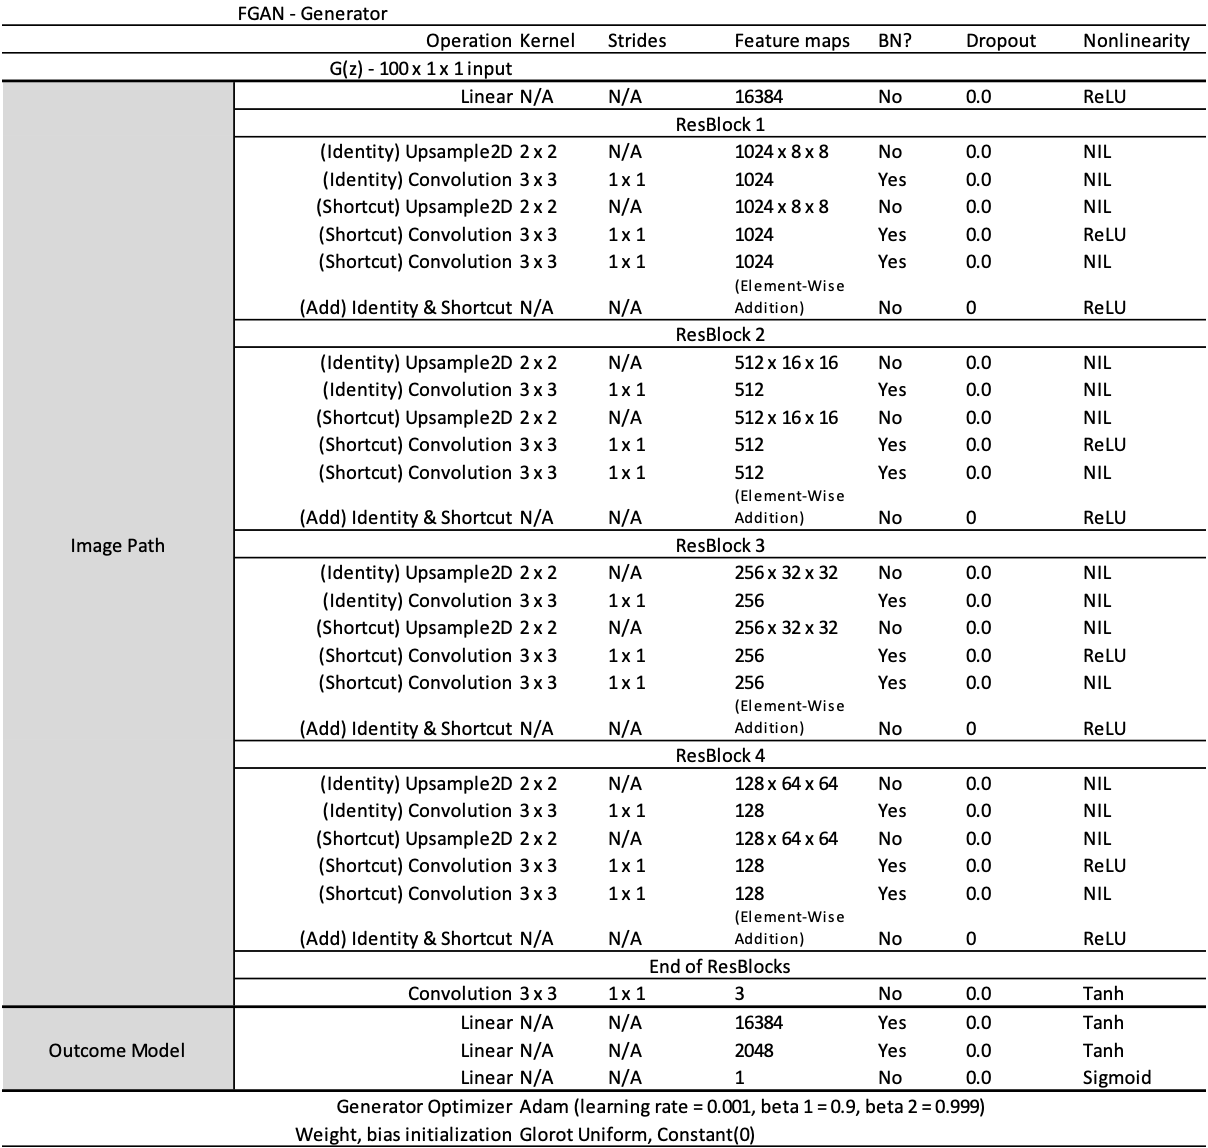 FGAN - Generator
Operation Kernel Strides Feature maps BN? Dropout Nonlinearity
G(z) - 100 x 1 x 1 input
Linear N/A N/A 16384 No 0.0 ReLU
ResBlock 1
(Identity) Upsample2D 2 x 2 N/A 1024 x 8 x 8 No 0.0 NIL
(Identity) Convolution 3 x 3 1 x 1 1024 Yes 0.0 NIL
(Shortcut) Upsample2D 2 x 2 N/A 1024 x 8 x 8 No 0.0 NIL
(Shortcut) Convolution 3 x 3 1 x 1 1024 Yes 0.0 ReLU
(Shortcut) Convolution 3 x 3 1 x 1 1024 Yes 0.0 NIL
(Element-Wise
(Add) Identity & Shortcut N/A N/A Addition) No 0 ReLU
ResBlock 2
(Identity) Upsample2D 2 x 2 N/A 512 x 16 x 16 No 0.0 NIL
(Identity) Convolution 3 x 3 1 x 1 512 Yes 0.0 NIL
(Shortcut) Upsample2D 2 x 2 N/A 512 x 16 x 16 No 0.0 NIL
(Shortcut) Convolution 3 x 3 1 x 1 512 Yes 0.0 ReLU
(Shortcut) Convolution 3 x 3 1 x 1 512 Yes 0.0 NIL
(Element-Wise
(Add) Identity & Shortcut N/A N/A Addition) No 0 ReLU
Image Path ResBlock 3
(Identity) Upsample2D 2 x 2 N/A 256 x 32 x 32 No 0.0 NIL
(Identity) Convolution 3 x 3 1 x 1 256 Yes 0.0 NIL
(Shortcut) Upsample2D 2 x 2 N/A 256 x 32 x 32 No 0.0 NIL
(Shortcut) Convolution 3 x 3 1 x 1 256 Yes 0.0 ReLU
(Shortcut) Convolution 3 x 3 1 x 1 256 Yes 0.0 NIL
(Element-Wise
(Add) Identity & Shortcut N/A N/A Addition) No 0 ReLU
ResBlock 4
(Identity) Upsample2D 2 x 2 N/A 128 x 64 x 64 No 0.0 NIL
(Identity) Convolution 3 x 3 1 x 1 128 Yes 0.0 NIL
(Shortcut) Upsample2D 2 x 2 N/A 128 x 64 x 64 No 0.0 NIL
(Shortcut) Convolution 3 x 3 1 x 1 128 Yes 0.0 ReLU
(Shortcut) Convolution 3 x 3 1 x 1 128 Yes 0.0 NIL
(Element-Wise
(Add) Identity & Shortcut N/A N/A Addition) No 0 ReLU
End of ResBlocks
Convolution 3 x 3 1 x 1 3 No 0.0 Tanh
Linear N/A N/A 16384 Yes 0.0 Tanh
Outcome Model Linear N/A N/A 2048 Yes 0.0 Tanh
Linear N/A N/A 1 No 0.0 Sigmoid
Generator Optimizer Adam (learning rate = 0.001, beta 1 = 0.9, beta 2 = 0.999)
Weight, bias initialization Glorot Uniform, Constant(0)